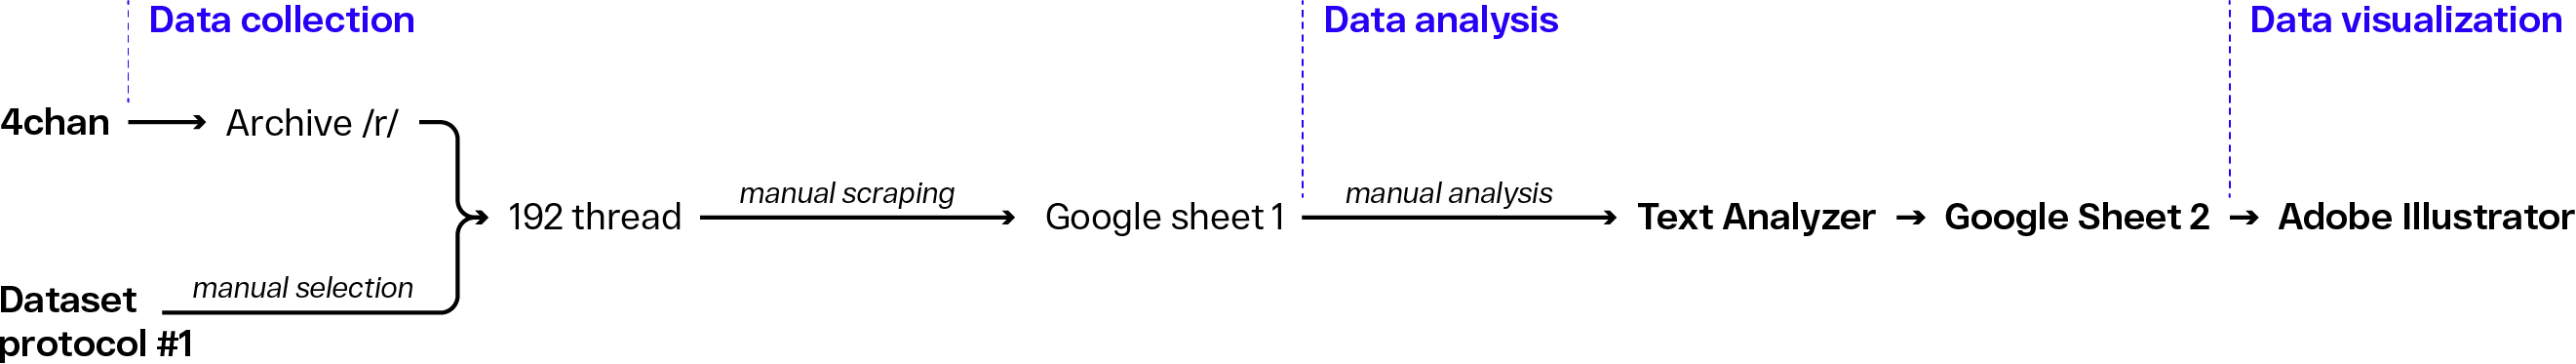 Data collection
Data analysis
Data visualization
4chan
Archive /r/
manual scraping
manual analysis
192 thread
Google sheet 1
Text Analyzer
Google Sheet 2
Adobe Illustrator
manual selection
Dataset
protocol #1